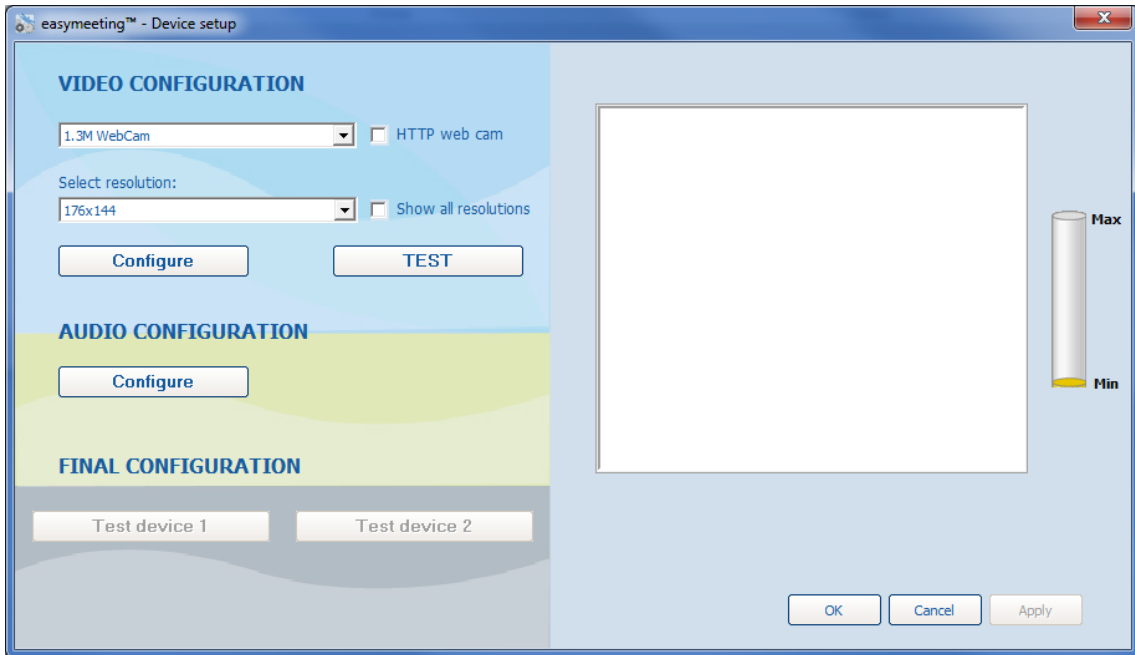 easymeeting™ - Device setup
VIDEO CONFIGURATION
1.3M WebCam
HTTP web cam
Select resolution:
176x144
Show all resolutions
Configure
TEST
AUDIO CONFIGURATION
Configure
FINAL CONFIGURATION
Test device 1
Test device 2
Max
Min
OK
Cancel
Apply